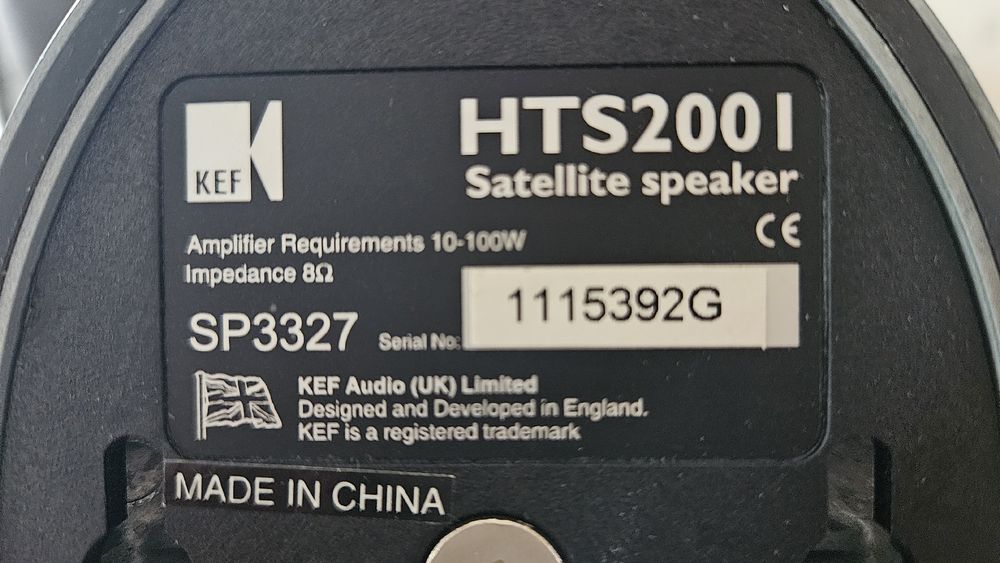 KEF
HTS2001
Satellite speaker
CE
Amplifier Requirements 10-100W
Impedance 8Ω
SP3327 Serial No: 1115392G
KEF Audio (UK) Limited
Designed and Developed in England.
KEF is a registered trademark
MADE IN CHINA